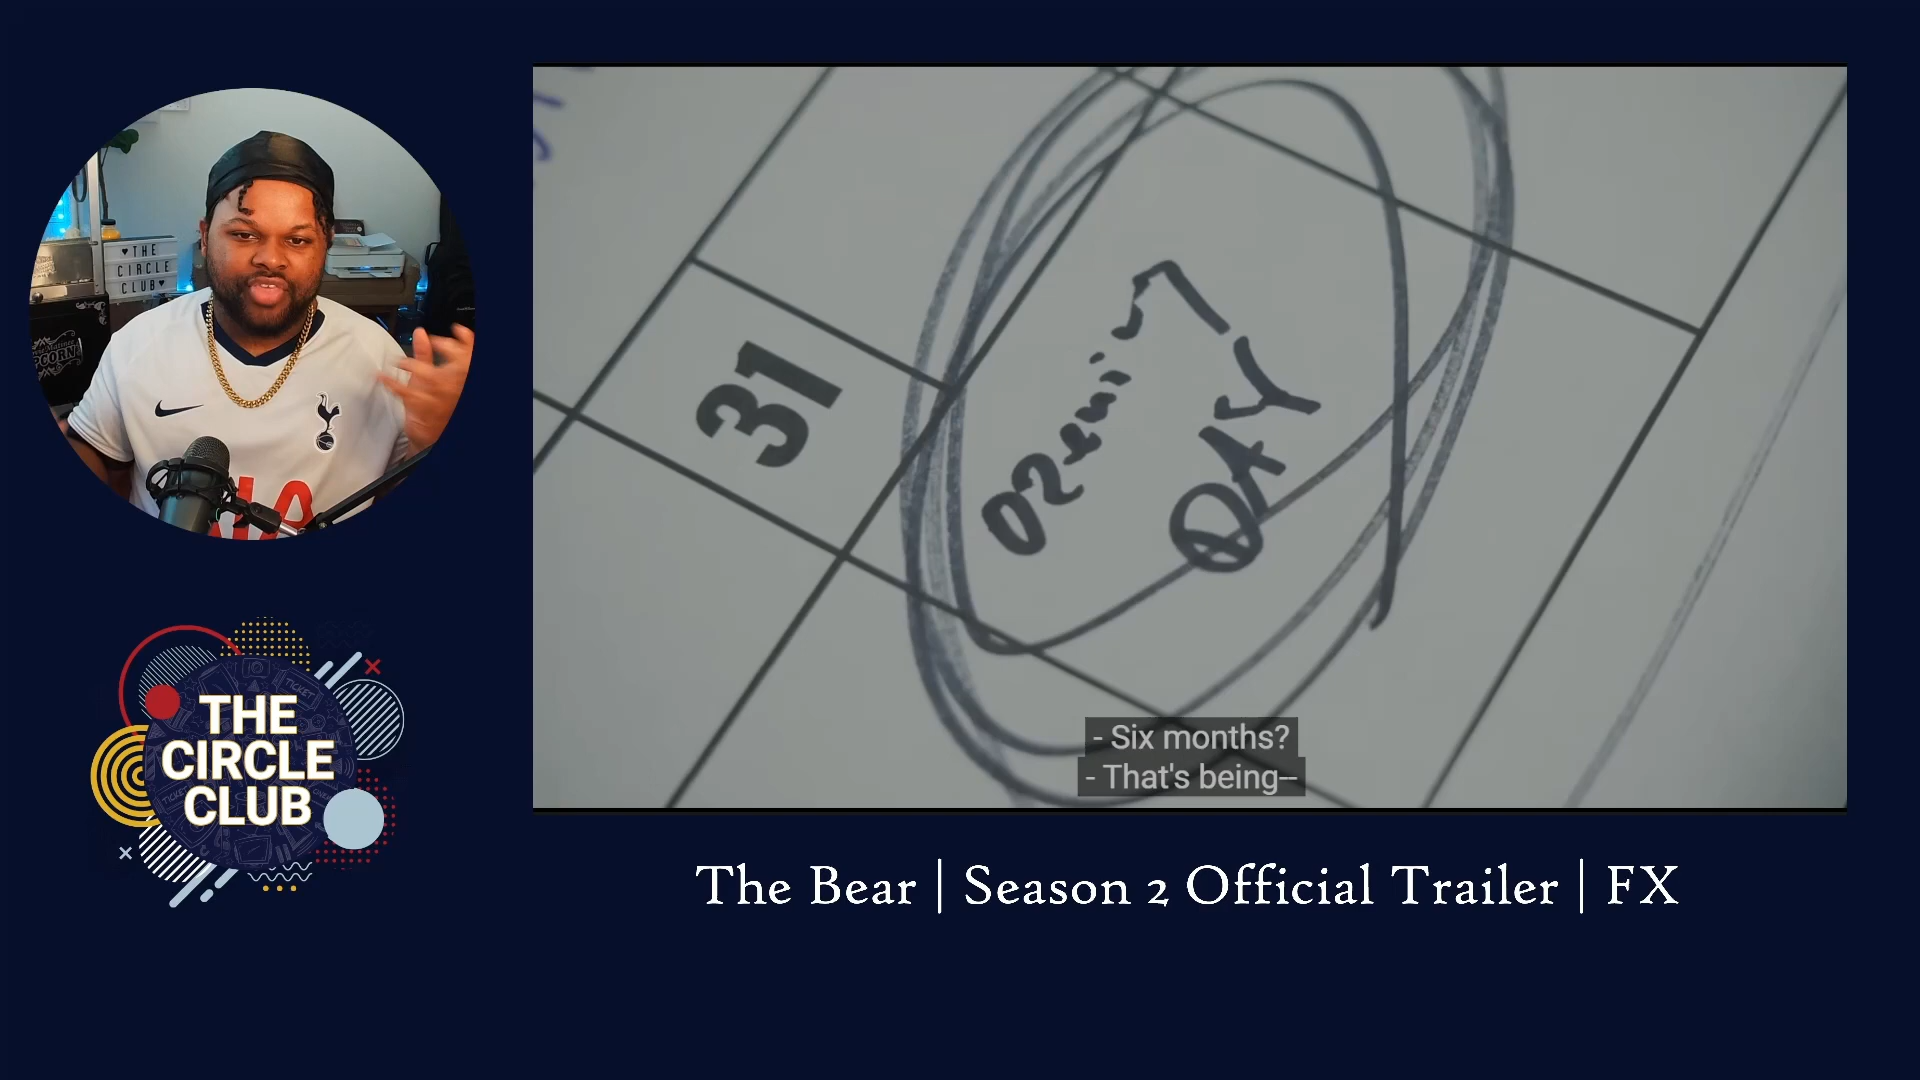 THE
CIRCLE
CLUB
THE
CIRCLE
CLUB
31
DAY
- Six months?
- That's being--
The Bear | Season 2 Official Trailer | FX